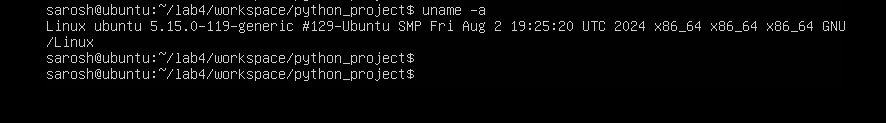 sarosh@ubuntu:~/lab4/workspace/python_project$ uname -a
Linux ubuntu 5.15.0-119-generic #129-Ubuntu SMP Fri Aug 2 19:25:20 UTC 2024 x86_64 x86_64 x86_64 GNU
/Linux
sarosh@ubuntu:~/lab4/workspace/python_project$
sarosh@ubuntu:~/lab4/workspace/python_project$